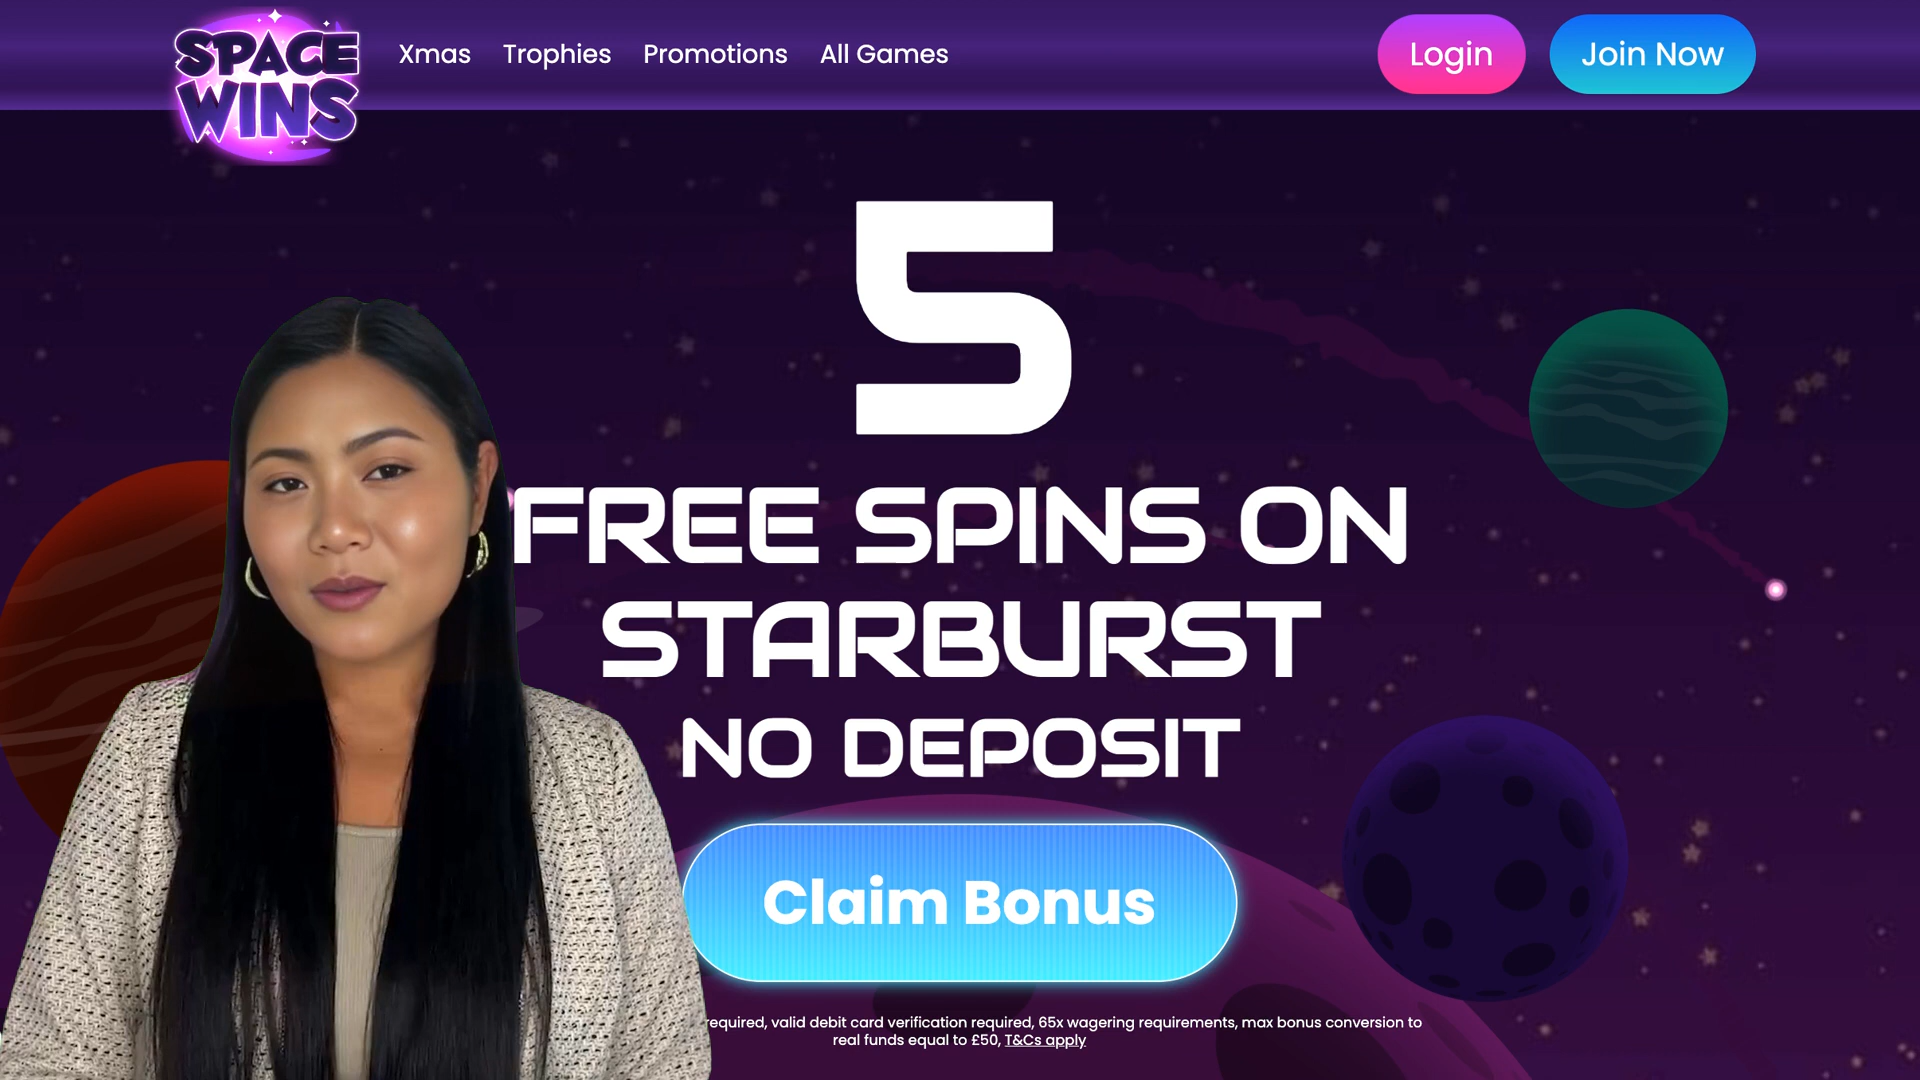 SPACE
WINS
Xmas Trophies Promotions All Games
Login Join Now
5
FREE SPINS ON
STARBURST
NO DEPOSIT
Claim Bonus
required, valid debit card verification required, 65x wagering requirements, max bonus conversion to
real funds equal to £50, T&Cs apply